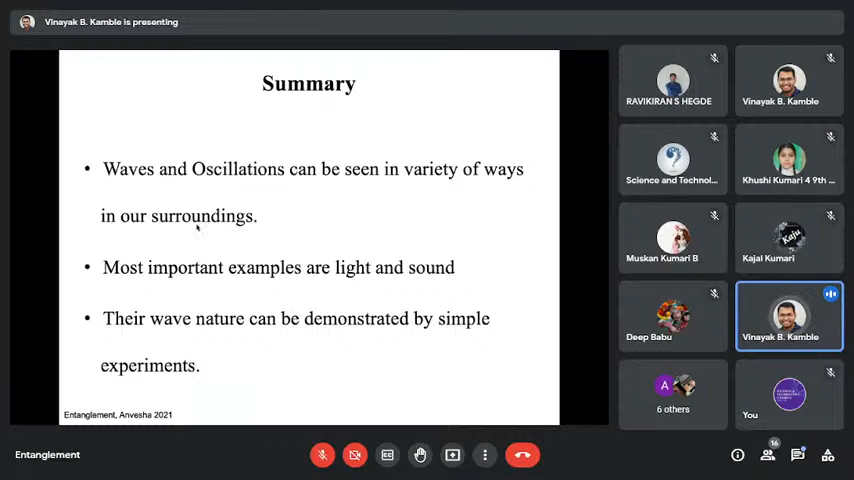 Vinayak B. Kamble is presenting
Summary
• Waves and Oscillations can be seen in variety of ways
in our surroundings.
• Most important examples are light and sound
• Their wave nature can be demonstrated by simple
experiments.
Entanglement, Anvesha 2021
RAVIKIRAN S HEGDE
Vinayak B. Kamble
Science and Technol...
Khushi Kumari 4 9th ...
Muskan Kumari B
Kaju
Kajal Kumari
Deep Babu
Vinayak B. Kamble
A
6 others
You
Entanglement
CC
16